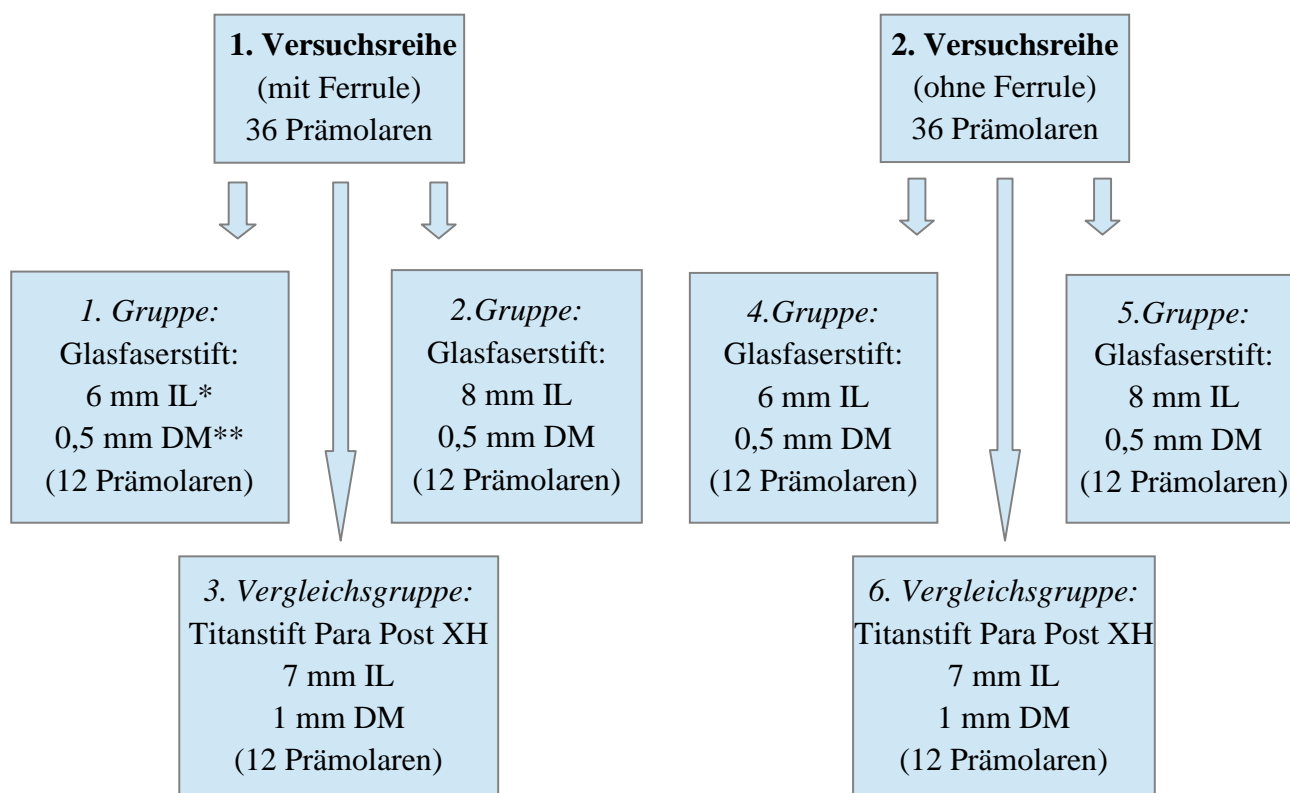 1. Versuchsreihe
(mit Ferrule)
36 Prämolaren
2. Versuchsreihe
(ohne Ferrule)
36 Prämolaren
1. Gruppe:
Glasfaserstift:
6 mm IL*
0,5 mm DM**
(12 Prämolaren)
2.Gruppe:
Glasfaserstift:
8 mm IL
0,5 mm DM
(12 Prämolaren)
4.Gruppe:
Glasfaserstift:
6 mm IL
0,5 mm DM
(12 Prämolaren)
5.Gruppe:
Glasfaserstift:
8 mm IL
0,5 mm DM
(12 Prämolaren)
3. Vergleichsgruppe:
Titanstift Para Post XH
7 mm IL
1 mm DM
(12 Prämolaren)
6. Vergleichsgruppe:
Titanstift Para Post XH
7 mm IL
1 mm DM
(12 Prämolaren)